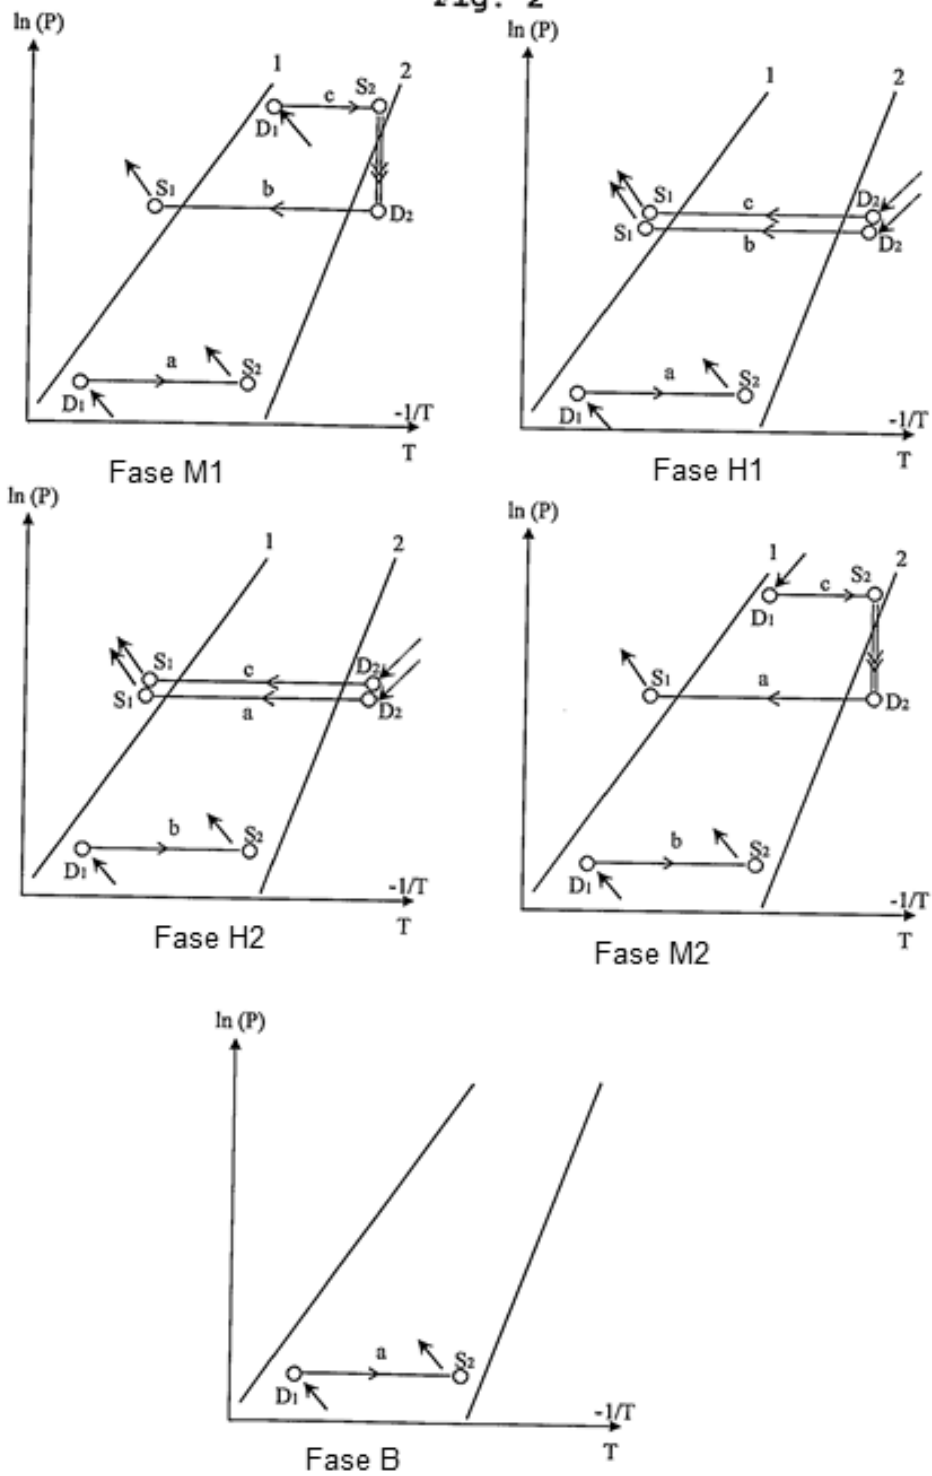 Fig. 2
ln (P)
1
c
S2
2
D1
S1
b
D2
a
S2
D1
-1/T
T
Fase M1
ln (P)
1
2
S1
c
D2
S1
b
D2
a
S2
D1
-1/T
T
Fase H1
ln (P)
1
2
S1
c
D2
S1
a
D2
b
S2
D1
-1/T
T
Fase H2
ln (P)
1
c
S2
2
D1
S1
a
D2
b
S2
D1
-1/T
T
Fase M2
ln (P)
a
S2
D1
-1/T
T
Fase B